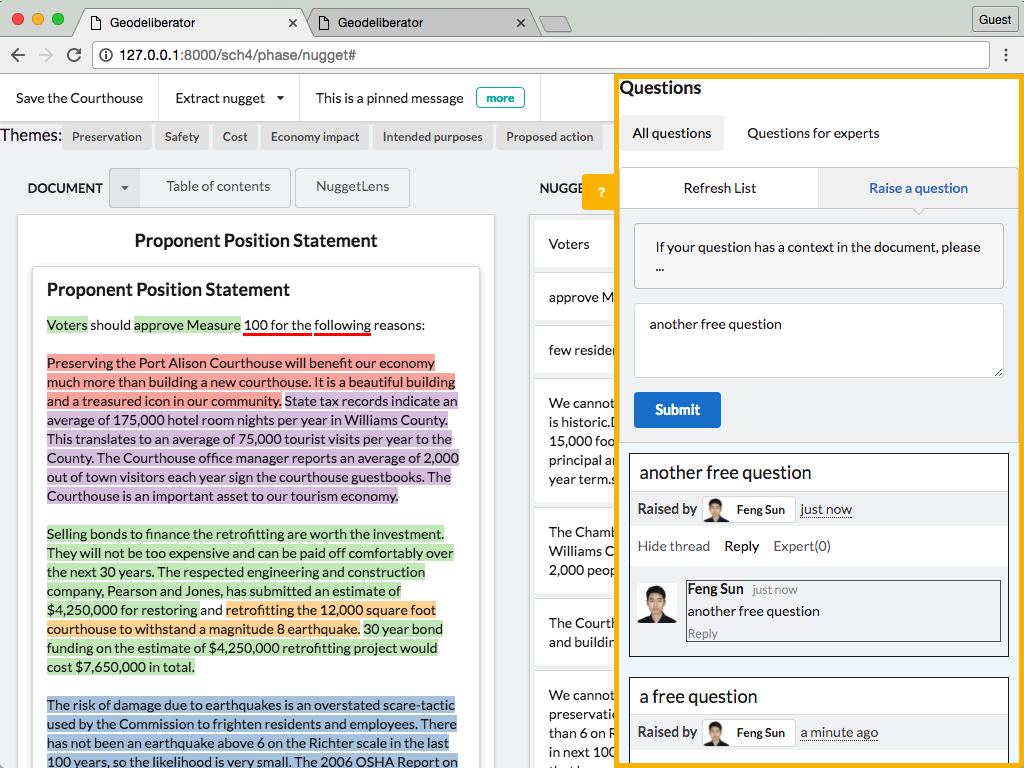 Geodeliberator
Geodeliberator
Guest
127.0.0.1:8000/sch4/phase/nugget#
Save the Courthouse
Extract nugget
This is a pinned message
more
Themes:
Preservation
Safety
Cost
Economy impact
Intended purposes
Proposed action
DOCUMENT
Table of contents
NuggetLens
Proponent Position Statement
Proponent Position Statement
Voters should approve Measure 100 for the following reasons:
Preserving the Port Alison Courthouse will benefit our economy
much more than building a new courthouse. It is a beautiful building
and a treasured icon in our community. State tax records indicate an
average of 175,000 hotel room nights per year in Williams County.
This translates to an average of 75,000 tourist visits per year to the
County. The Courthouse office manager reports an average of 2,000
out of town visitors each year sign the courthouse guestbooks. The
Courthouse is an important asset to our tourism economy.
Selling bonds to finance the retrofitting are worth the investment.
They will not be too expensive and can be paid off comfortably over
the next 30 years. The respected engineering and construction
company, Pearson and Jones, has submitted an estimate of
$4,250,000 for restoring and retrofitting the 12,000 square foot
courthouse to withstand a magnitude 8 earthquake. 30 year bond
funding on the estimate of $4,250,000 retrofitting project would
cost $7,650,000 in total.
The risk of damage due to earthquakes is an overstated scare-tactic
used by the Commission to frighten residents and employees. There
has not been an earthquake above 6 on the Richter scale in the last
100 years, so the likelihood is very small. The 2006 OSHA Report on
NUGGE
?
Voters
approve M
few reside
We cannot
is historic.
15,000 foo
principal a
year term.s
The Cham
Williams C
2,000 peop
The Court
and buildin
We cannot
preservati
than 6 on R
in next 100
Questions
All questions
Questions for experts
Refresh List
Raise a question
If your question has a context in the document, please
...
another free question
Submit
another free question
Raised by Feng Sun just now
Hide thread Reply Expert(0)
Feng Sun just now
another free question
Reply
a free question
Raised by Feng Sun a minute ago